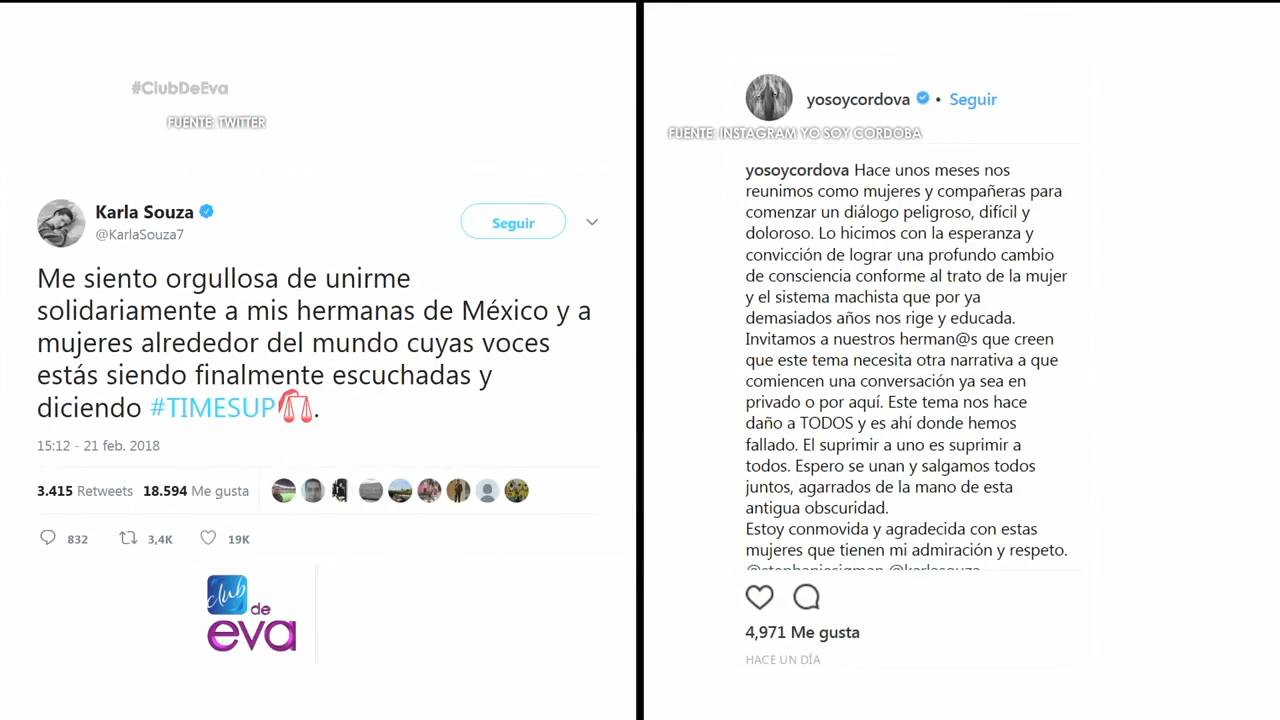 #ClubDeEva
FUENTE: TWITTER
Karla Souza
@KarlaSouza7
Seguir
Me siento orgullosa de unirme
solidariamente a mis hermanas de México y a
mujeres alrededor del mundo cuyas voces
estás siendo finalmente escuchadas y
diciendo #TIMESUP.
15:12 - 21 feb. 2018
3.415 Retweets 18.594 Me gusta
832 3,4K 19K
club
de
eva
yosoycordova • Seguir
FUENTE: INSTAGRAM YO SOY CORDOBA
yosoycordova Hace unos meses nos
reunimos como mujeres y compañeras para
comenzar un diálogo peligroso, difícil y
doloroso. Lo hicimos con la esperanza y
convicción de lograr una profundo cambio
de consciencia conforme al trato de la mujer
y el sistema machista que por ya
demasiados años nos rige y educada.
Invitamos a nuestros herman@s que creen
que este tema necesita otra narrativa a que
comiencen una conversación ya sea en
privado o por aquí. Este tema nos hace
daño a TODOS y es ahí donde hemos
fallado. El suprimir a uno es suprimir a
todos. Espero se unan y salgamos todos
juntos, agarrados de la mano de esta
antigua obscuridad.
Estoy conmovida y agradecida con estas
mujeres que tienen mi admiración y respeto.
@stephaniesigman @karlasouza
4,971 Me gusta
HACE UN DÍA